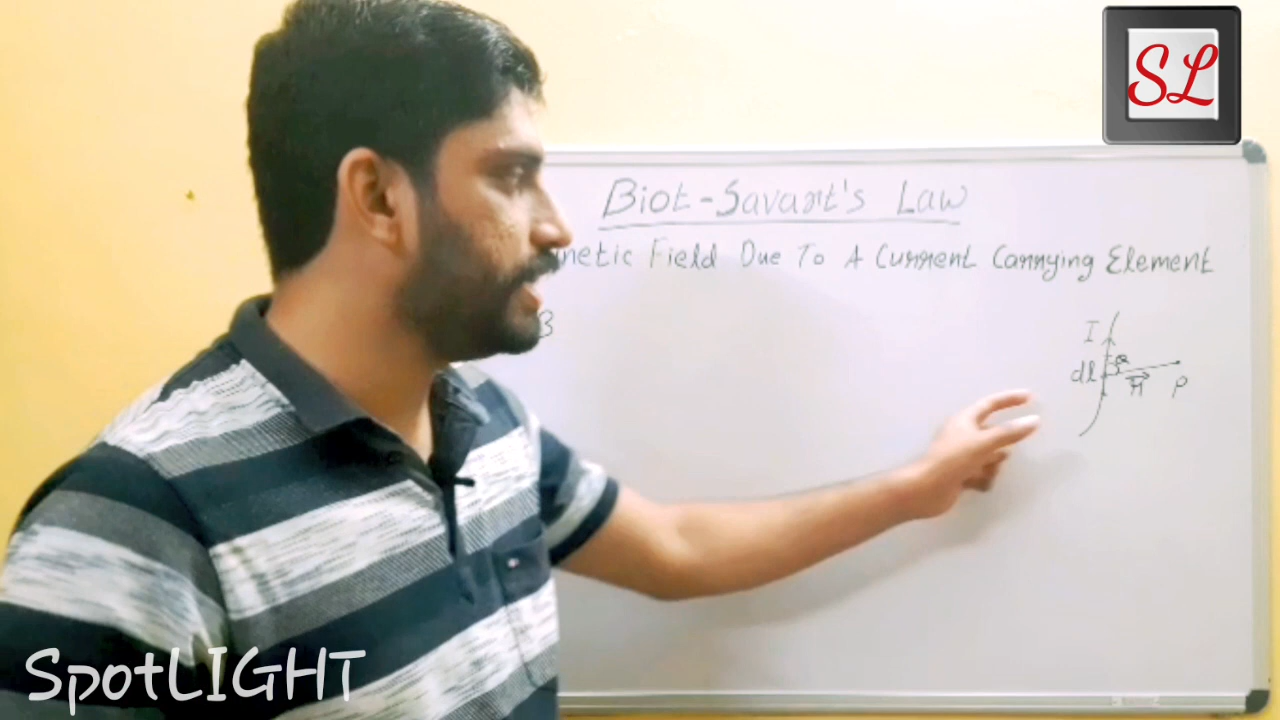 SL
Biot-Savart's Law
netic Field Due To A Current Carrying Element
B
I
dl θ
r P
SpotLIGHT